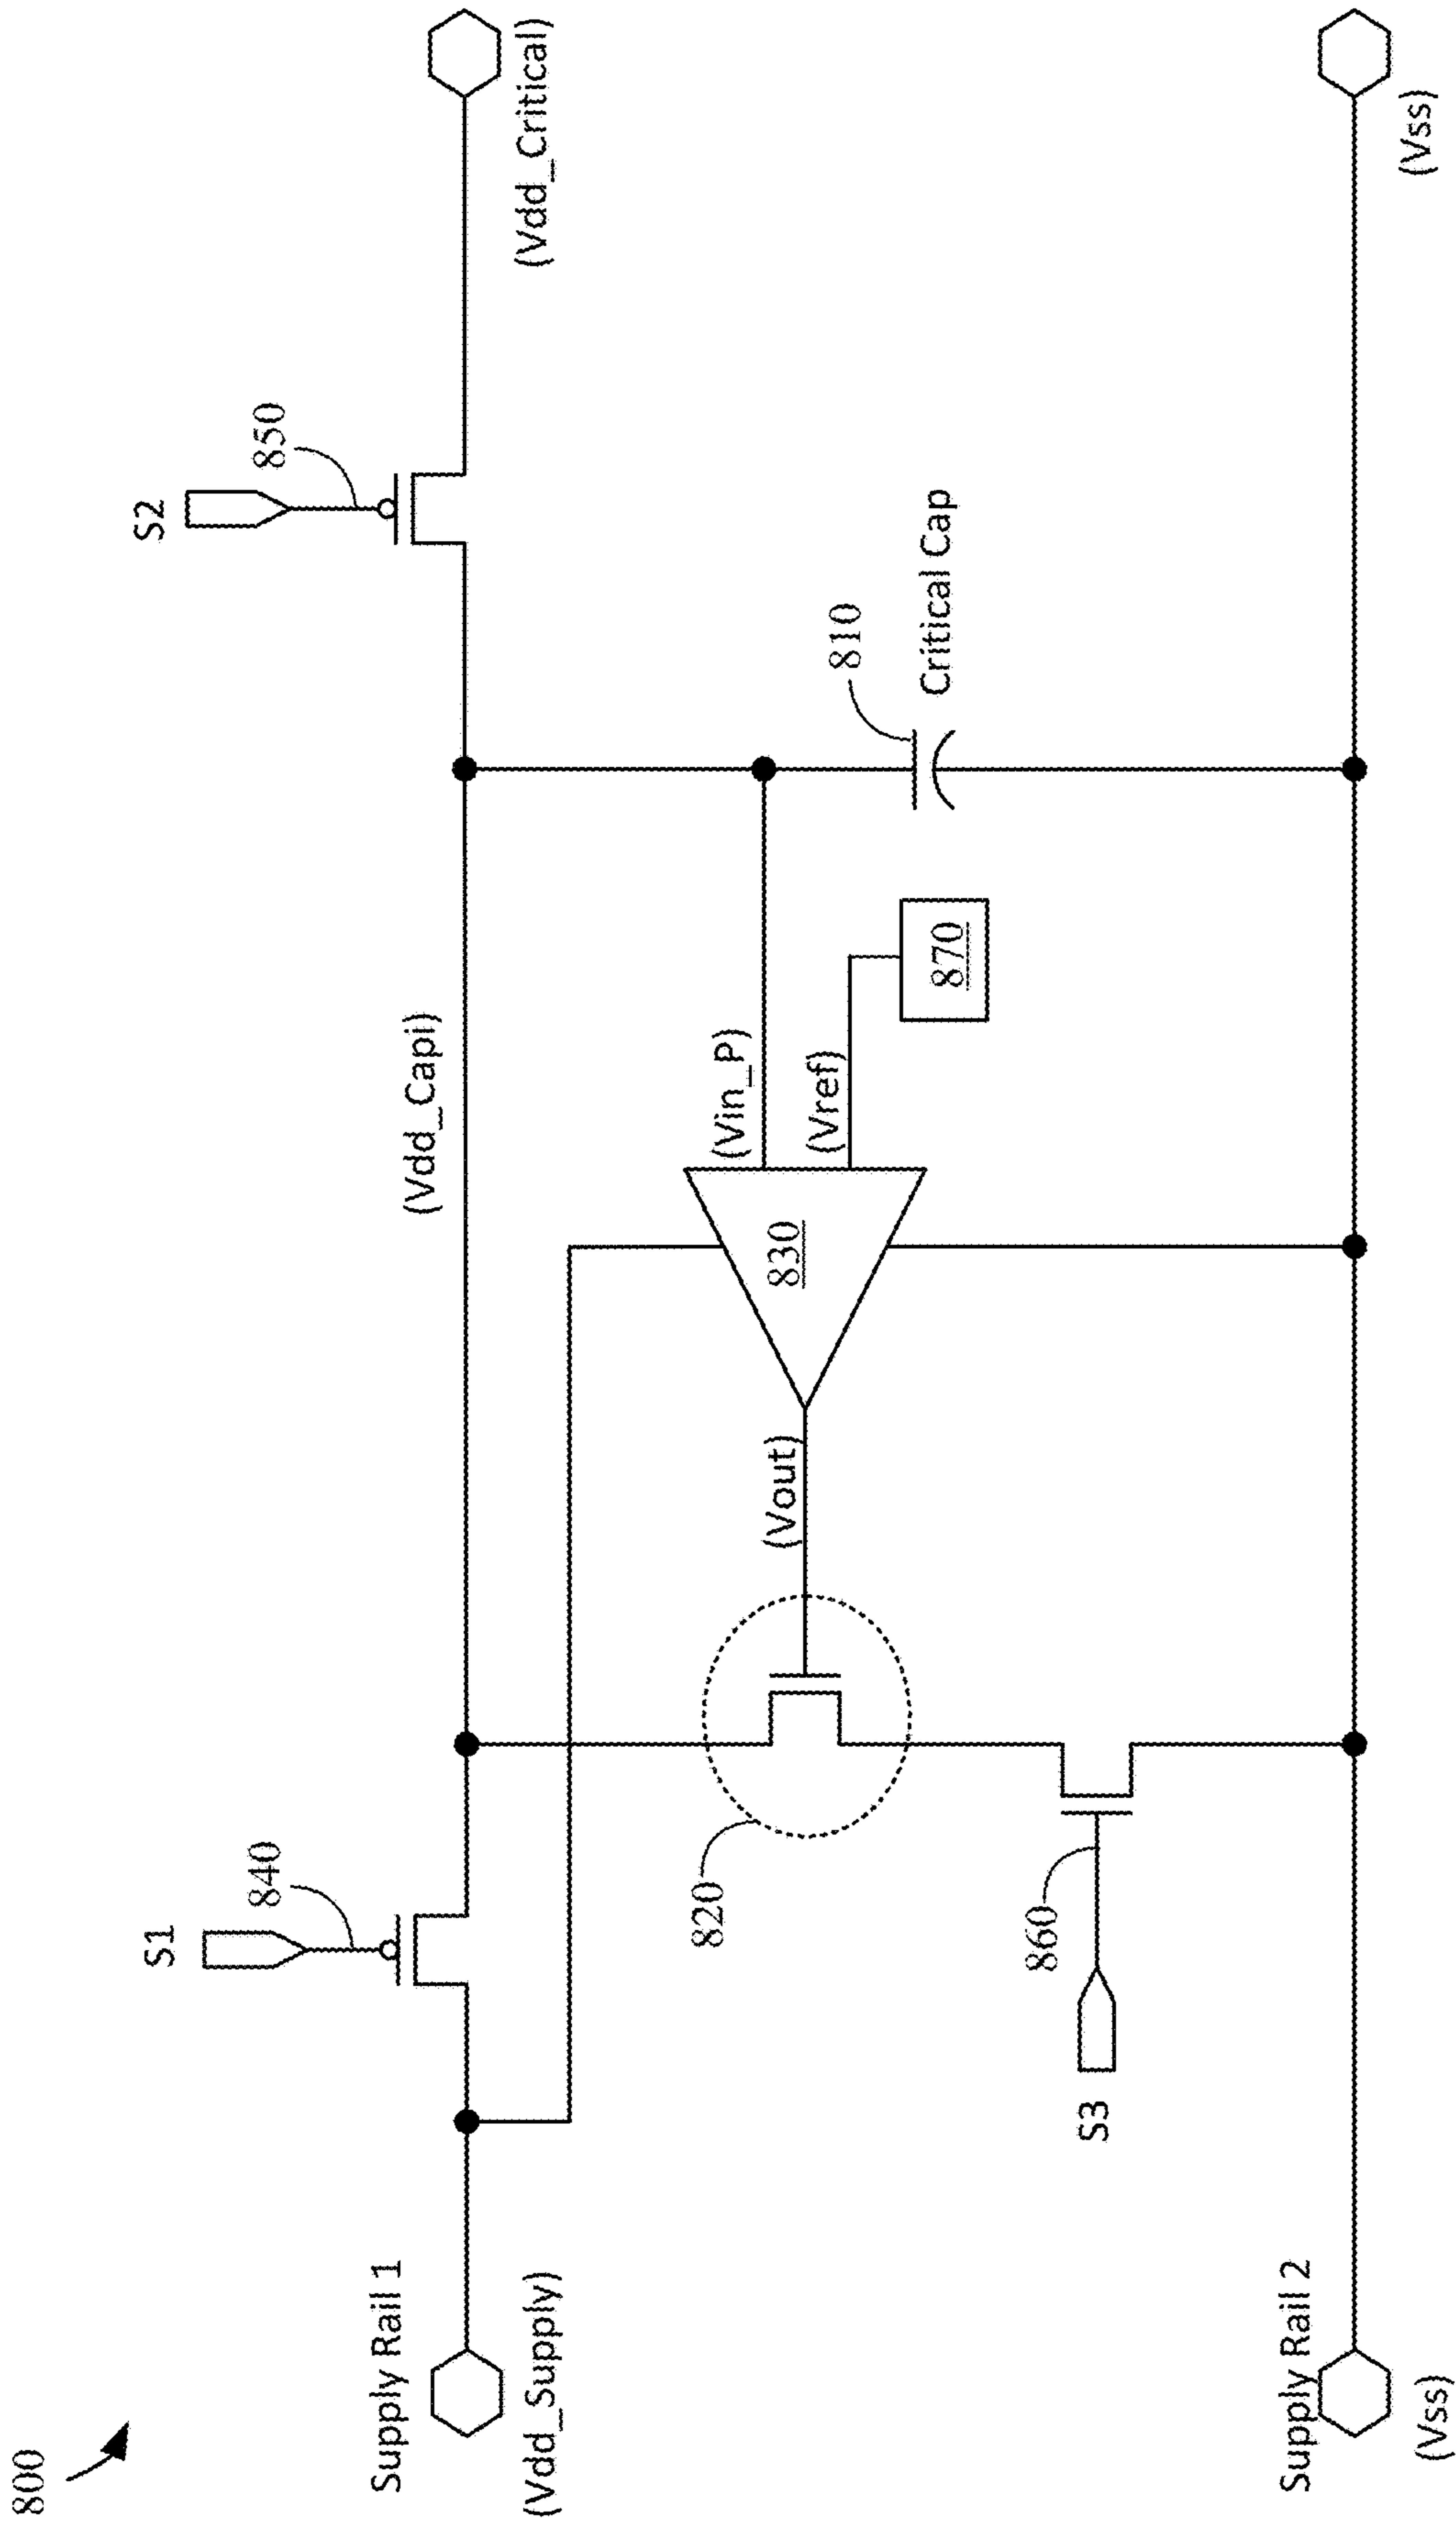 800
Supply Rail 1
(Vdd_Supply)
S1
840
(Vdd_Capi)
S2
850
(Vdd_Critical)
820
(Vout)
830
(Vin_P)
(Vref)
870
810
Critical Cap
S3
860
Supply Rail 2
(Vss)
(Vss)